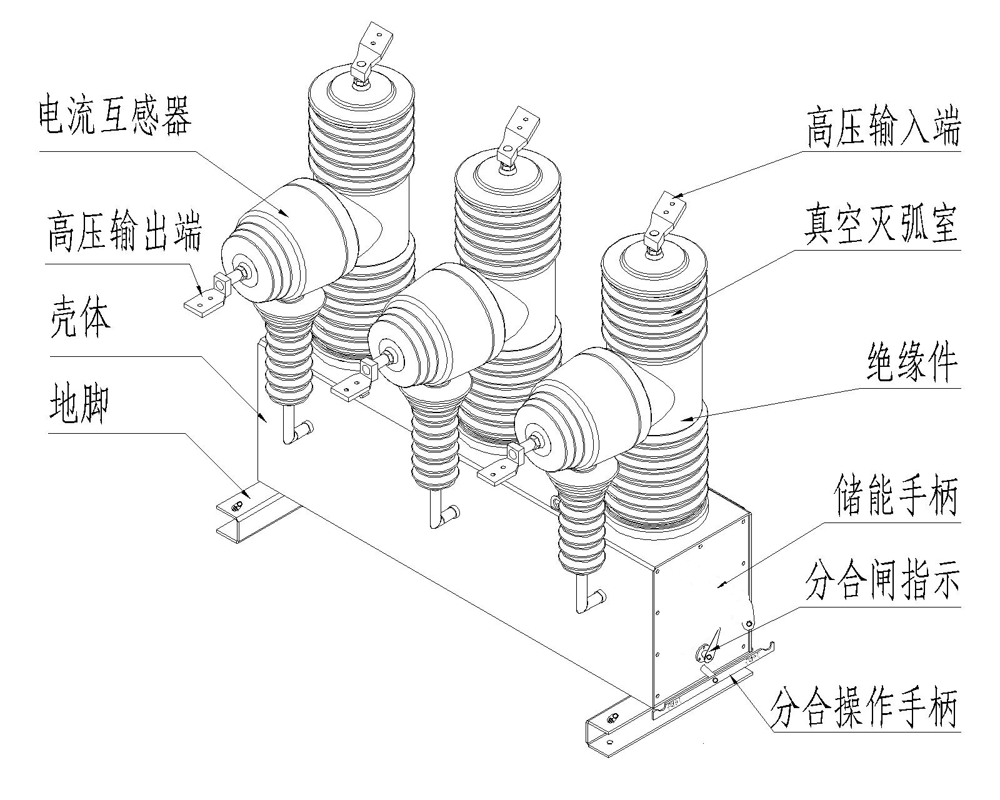 电流互感器
高压输出端
壳体
地脚
高压输入端
真空灭弧室
绝缘件
储能手柄
分合闸指示
分合操作手柄